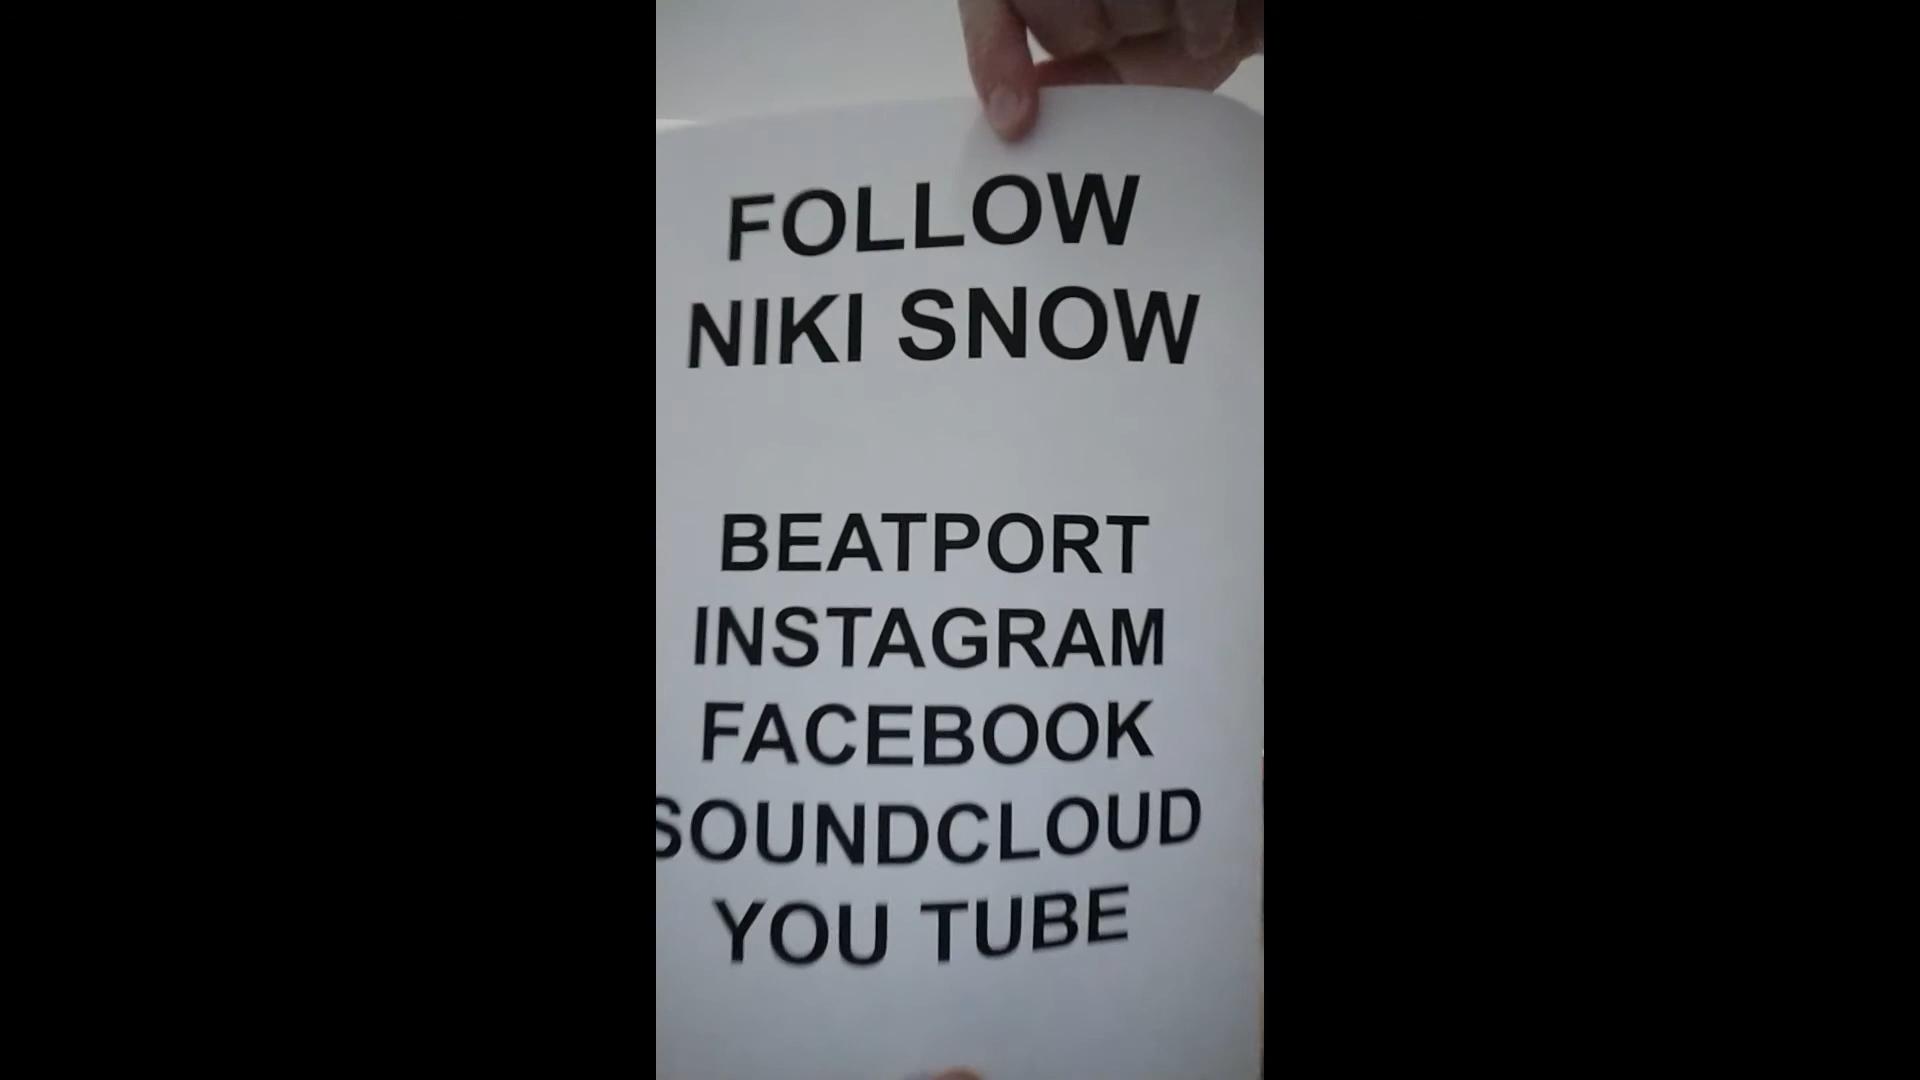 FOLLOW
NIKI SNOW
BEATPORT
INSTAGRAM
FACEBOOK
SOUNDCLOUD
YOU TUBE